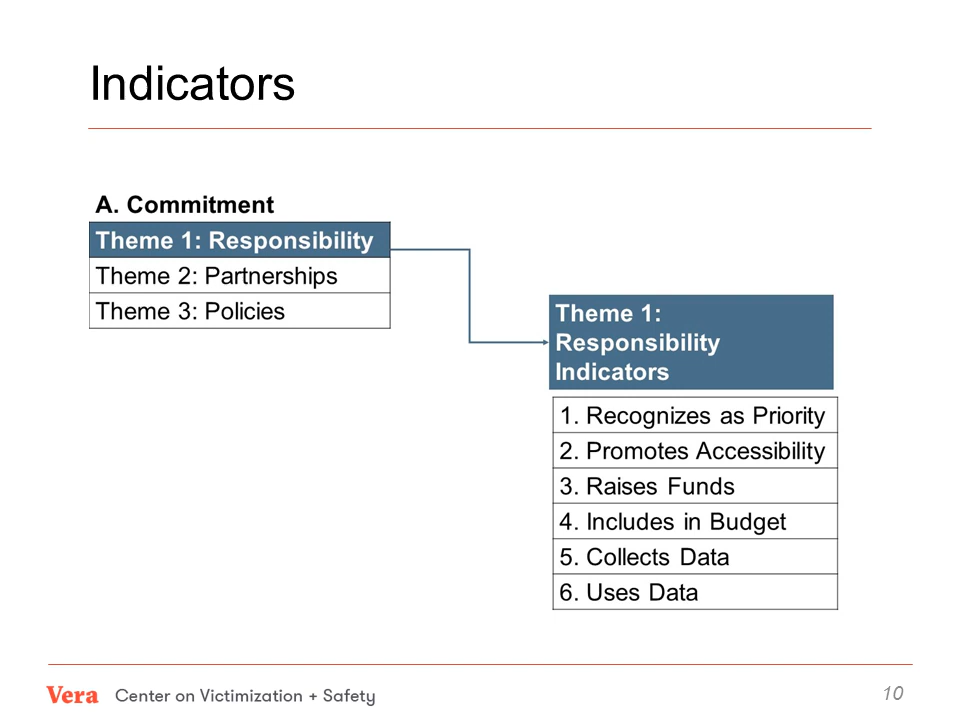 Indicators
A. Commitment
Theme 1: Responsibility
Theme 2: Partnerships
Theme 3: Policies
Theme 1:
Responsibility
Indicators
1. Recognizes as Priority
2. Promotes Accessibility
3. Raises Funds
4. Includes in Budget
5. Collects Data
6. Uses Data
Vera Center on Victimization + Safety
10